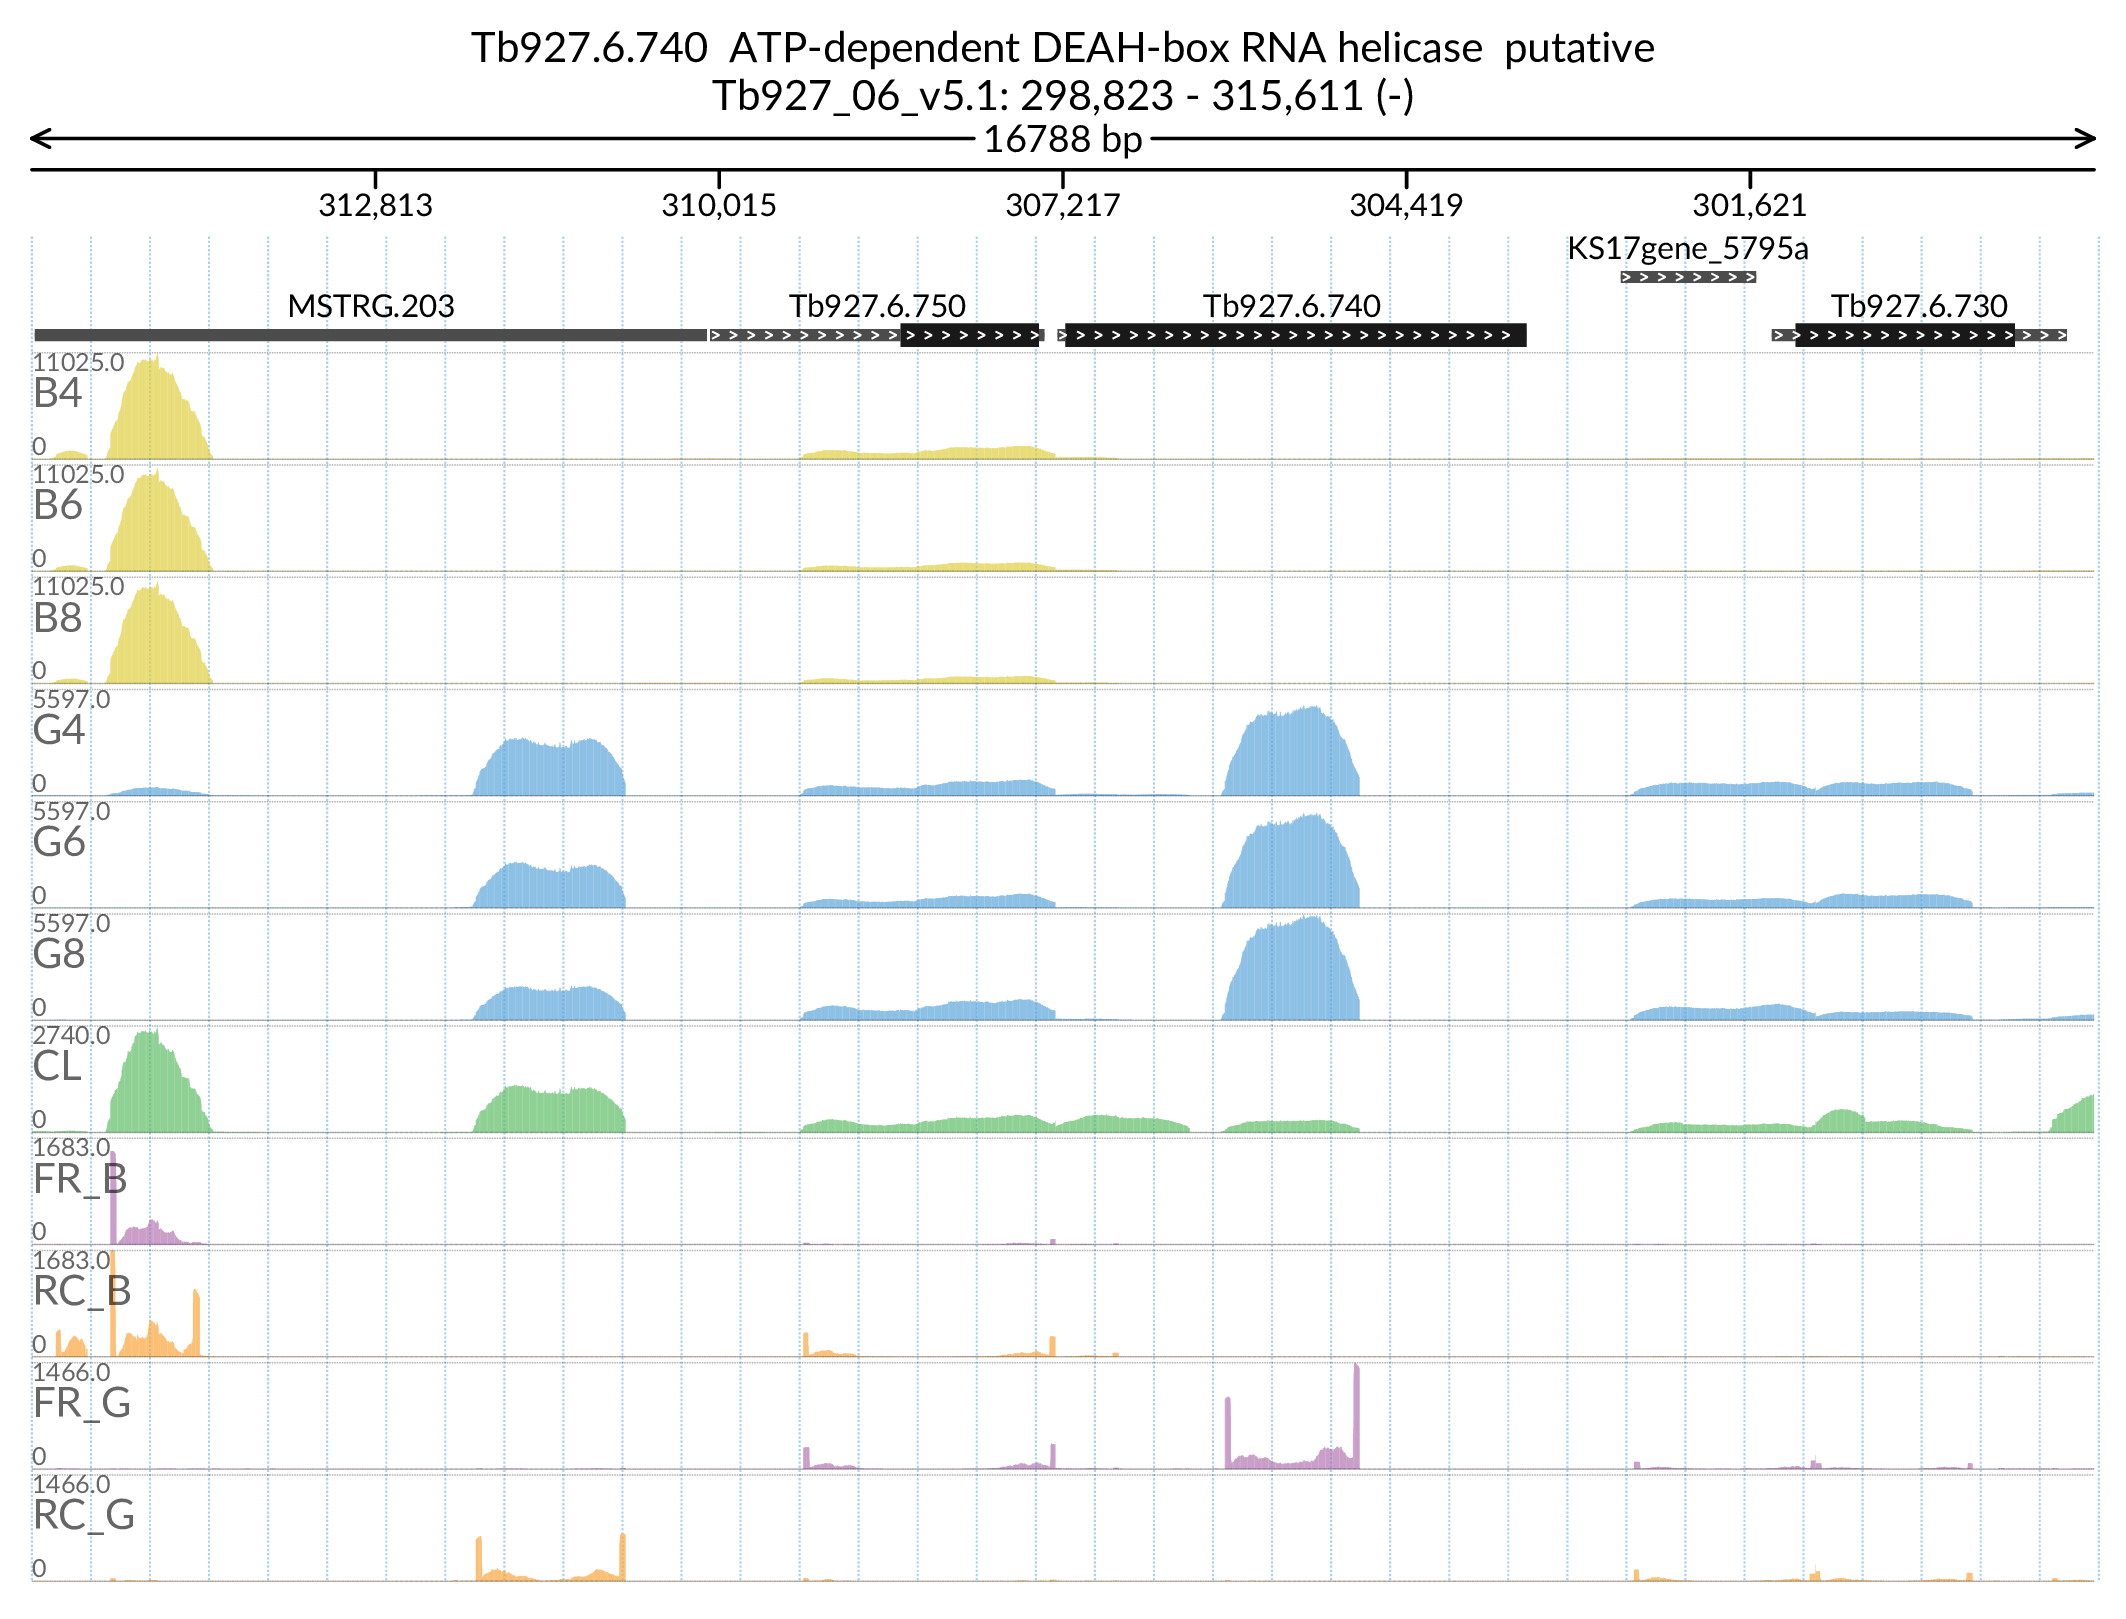 Tb927.6.740  ATP-dependent DEAH-box RNA helicase  putative
Tb927_06_v5.1: 298,823 - 315,611 (-)
16788 bp
312,813 310,015 307,217 304,419 301,621
KS17gene_5795a
MSTRG.203 Tb927.6.750 Tb927.6.740 Tb927.6.730
11025.0
B4
0
11025.0
B6
0
11025.0
B8
0
5597.0
G4
0
5597.0
G6
0
5597.0
G8
0
2740.0
CL
0
1683.0
FR_B
0
1683.0
RC_B
0
1466.0
FR_G
0
1466.0
RC_G
0